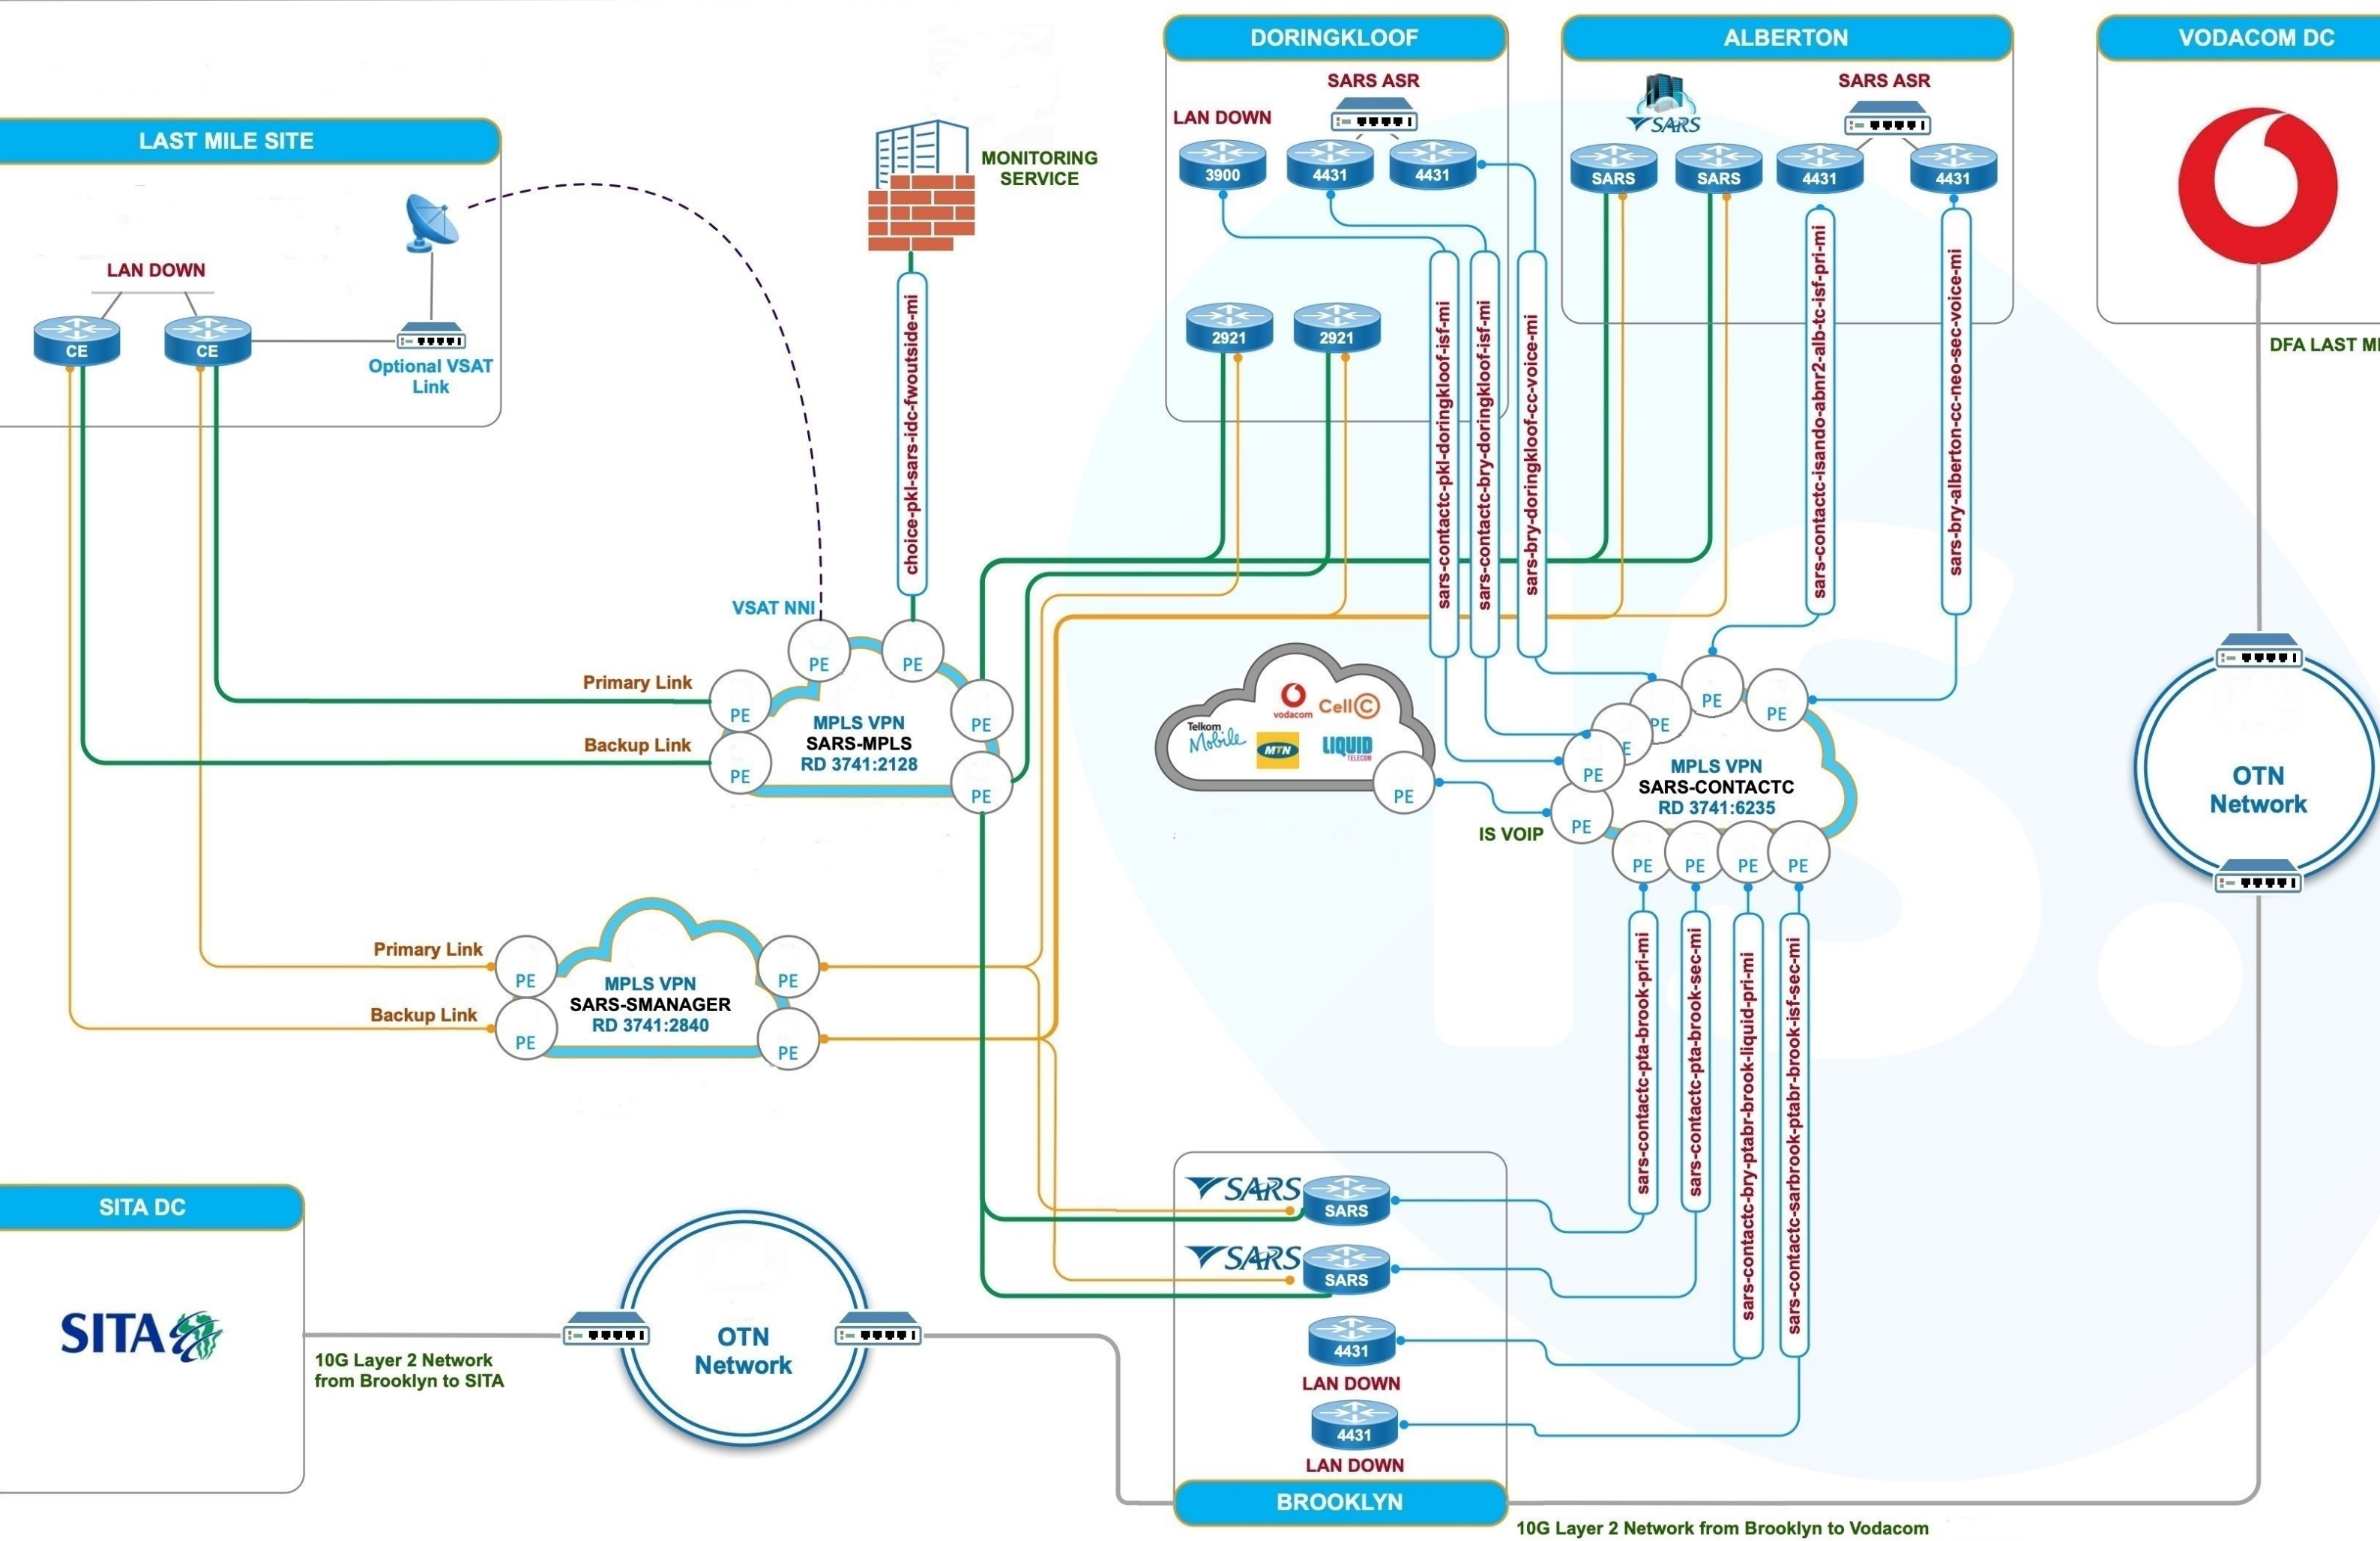 DORINGKLOOF
ALBERTON
VODACOM DC
LAST MILE SITE
LAN DOWN
CE
CE
Optional VSAT
Link
MONITORING
SERVICE
choice-pkl-sars-idc-fwoutside-mi
SARS ASR
LAN DOWN
3900
4431
4431
2921
2921
SARS
SARS ASR
SARS
SARS
4431
4431
sars-contactc-pkl-doringkloof-isf-mi
sars-contactc-bry-doringkloof-isf-mi
sars-bry-doringkloof-cc-voice-mi
sars-contactc-isando-abnr2-alb-tc-isf-pri-mi
sars-bry-alberton-cc-neo-sec-voice-mi
DFA LAST MI
VSAT NNI
Primary Link
Backup Link
PE
PE
PE
PE
PE
PE
MPLS VPN
SARS-MPLS
RD 3741:2128
Telkom
Mobile
vodacom
CellC
MTN
LIQUID
TELECOM
PE
IS VOIP
PE
PE
PE
E
PE
PE
MPLS VPN
SARS-CONTACTC
RD 3741:6235
PE
PE
PE
PE
OTN
Network
Primary Link
Backup Link
PE
PE
PE
PE
MPLS VPN
SARS-SMANAGER
RD 3741:2840
sars-contactc-pta-brook-pri-mi
sars-contactc-pta-brook-sec-mi
sars-contactc-bry-ptabr-brook-liquid-pri-mi
sars-contactc-sarbrook-ptabr-brook-isf-sec-mi
SITA DC
SITA
10G Layer 2 Network
from Brooklyn to SITA
OTN
Network
SARS
SARS
SARS
SARS
4431
LAN DOWN
4431
LAN DOWN
BROOKLYN
10G Layer 2 Network from Brooklyn to Vodacom
is.